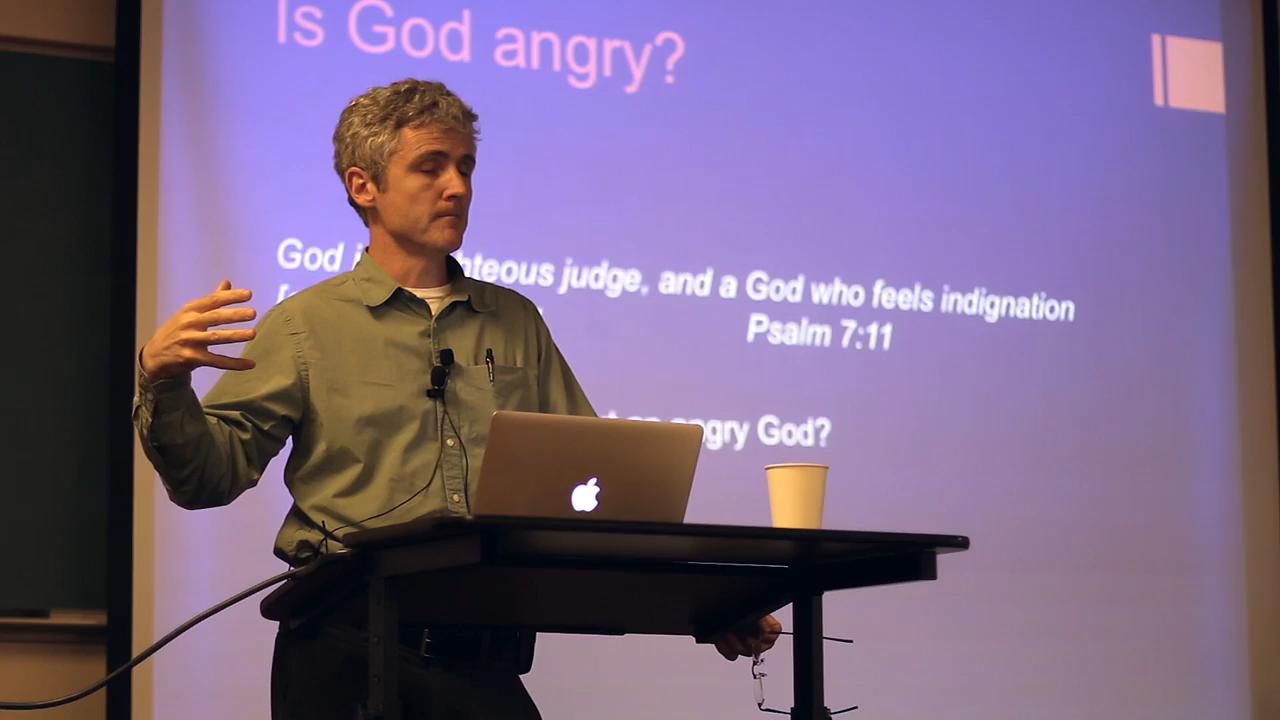 Is God angry?
God hteous judge, and a God who feels indignation
Psalm 7:11
angry God?